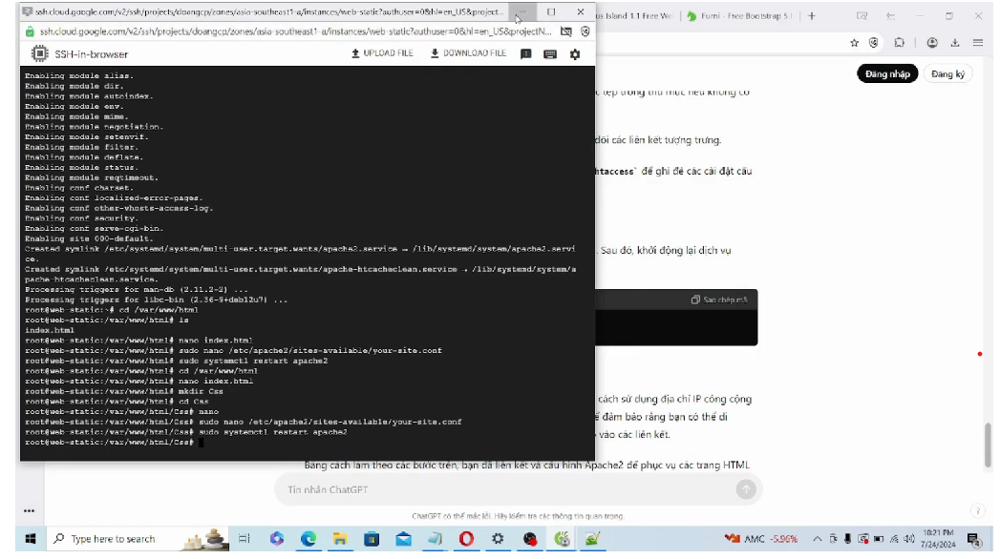 ssh.cloud.google.com/v2/ssh/projects/doangcp/zones/asia-southeast1-a/instances/web-static?authuser=0&hl=en_US&project...
us Island 1.1 Free We
Furni - Free Bootstrap 5
ssh.cloud.google.com/v2/ssh/projects/doangcp/zones/asia-southeast1-a/instances/web-static?authuser=0&hl=en_US&projectN...
SSH-in-browser
UPLOAD FILE
DOWNLOAD FILE
Đăng nhập
Đăng ký
Enabling module alias.
Enabling module dir.
Enabling module autoindex.
Enabling module env.
Enabling module mime.
Enabling module negotiation.
Enabling module setenvif.
Enabling module filter.
Enabling module deflate.
Enabling module status.
Enabling module reqtimeout.
Enabling conf charset.
Enabling conf localized-error-pages.
Enabling conf other-vhosts-access-log.
Enabling conf security.
Enabling conf serve-cgi-bin.
Enabling site 000-default.
Created symlink /etc/systemd/system/multi-user.target.wants/apache2.service → /lib/systemd/system/apache2.servi
ce.
Created symlink /etc/systemd/system/multi-user.target.wants/apache-htcacheclean.service → /lib/systemd/system/a
pache-htcacheclean.service.
Processing triggers for man-db (2.11.2-2) ...
Processing triggers for libc-bin (2.36-9+deb12u7) ...
root@web-static:~# cd /var/www/html
root@web-static:/var/www/html# ls
index.html
root@web-static:/var/www/html# nano index.html
root@web-static:/var/www/html# sudo nano /etc/apache2/sites-available/your-site.conf
root@web-static:/var/www/html# sudo systemctl restart apache2
root@web-static:/var/www/html# cd /var/www/html
root@web-static:/var/www/html# nano index.html
root@web-static:/var/www/html# mkdir Css
root@web-static:/var/www/html# cd Css
root@web-static:/var/www/html/Css# nano
root@web-static:/var/www/html/Css# sudo nano /etc/apache2/sites-available/your-site.conf
root@web-static:/var/www/html/Css# sudo systemctl restart apache2
root@web-static:/var/www/html/Css#
tệp trong thư mục nếu không có
dõi các liên kết tượng trưng.
htaccess` để ghi đè các cài đặt cấu
. Sau đó, khởi động lại dịch vụ
Sao chép mã
cách sử dụng địa chỉ IP công cộng
ể đảm bảo rằng bạn có thể di
vào các liên kết.
Bằng cách làm theo các bước trên, bạn đã liên kết và cấu hình Apache2 để phục vụ các trang HTML
Tin nhắn ChatGPT
ChatGPT có thể mắc lỗi. Hãy kiểm tra các thông tin quan trọng.
?
Type here to search
AMC -5.96%
10:21 PM
7/24/2024
4